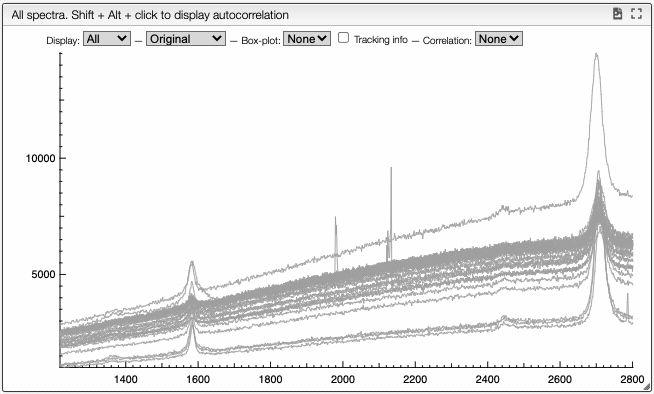 All spectra. Shift + Alt + click to display autocorrelation
Display: All — Original — Box-plot: None Tracking info — Correlation: None
10000
5000
1400 1600 1800 2000 2200 2400 2600 2800